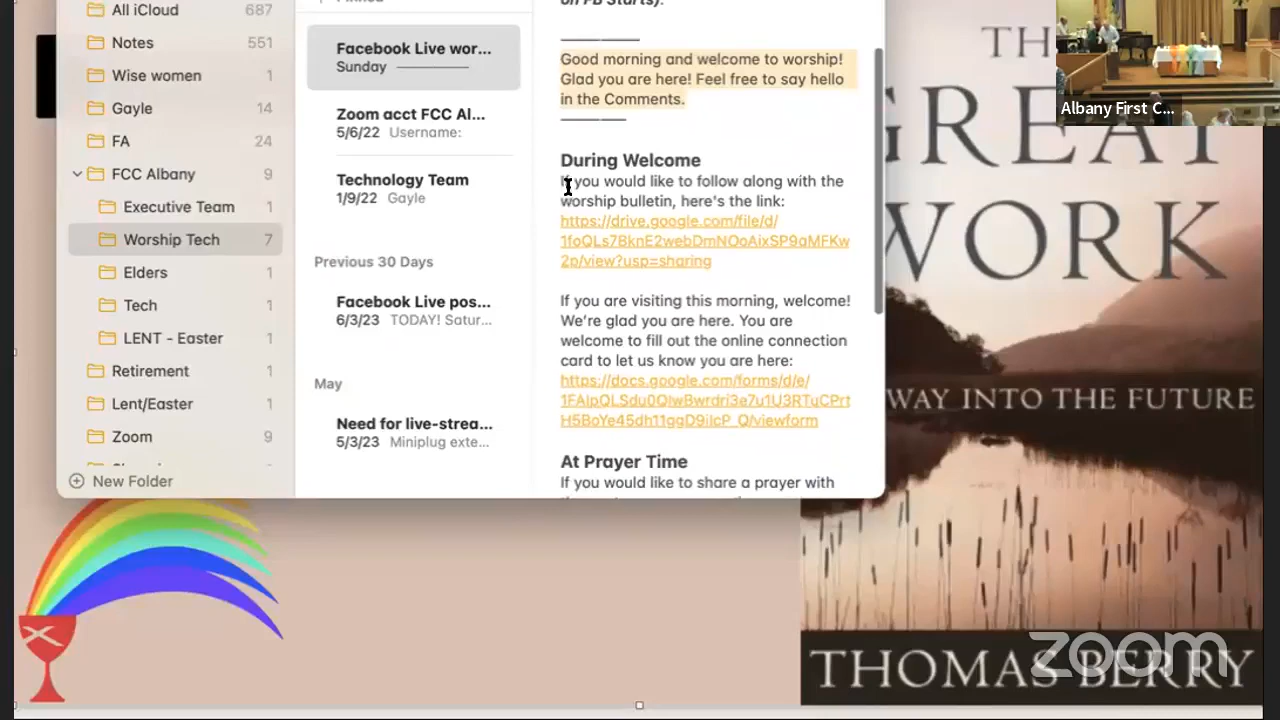 All iCloud 687
Notes 551
Wise women 1
Gayle 14
FA 24
FCC Albany 9
Executive Team 1
Worship Tech 7
Elders 1
Tech 1
LENT - Easter 1
Retirement 1
Lent/Easter 1
Zoom 9
New Folder
Pinned
Facebook Live wor...
Sunday
Zoom acct FCC Al...
5/6/22 Username:
Technology Team
1/9/22 Gayle
Previous 30 Days
Facebook Live pos...
6/3/23 TODAY! Satur...
May
Need for live-strea...
5/3/23 Miniplug exte...
on FB Starts):
Good morning and welcome to worship!
Glad you are here! Feel free to say hello
in the Comments.
During Welcome
If you would like to follow along with the
worship bulletin, here's the link:
https://drive.google.com/file/d/
1foQLs7BknE2webDmNOoAixSP9aMFKw
2p/view?usp=sharing
If you are visiting this morning, welcome!
We're glad you are here. You are
welcome to fill out the online connection
card to let us know you are here:
https://docs.google.com/forms/d/e/
1FAIpQLSdu0QIwBwrdri3e7u1U3RTuCPrt
H5BoYe45dh11ggD9ilcP_Q/viewform
At Prayer Time
If you would like to share a prayer with
Albany First C...
TH
GREAT
WORK
WAY INTO THE FUTURE
THOMAS BERRY
zoom